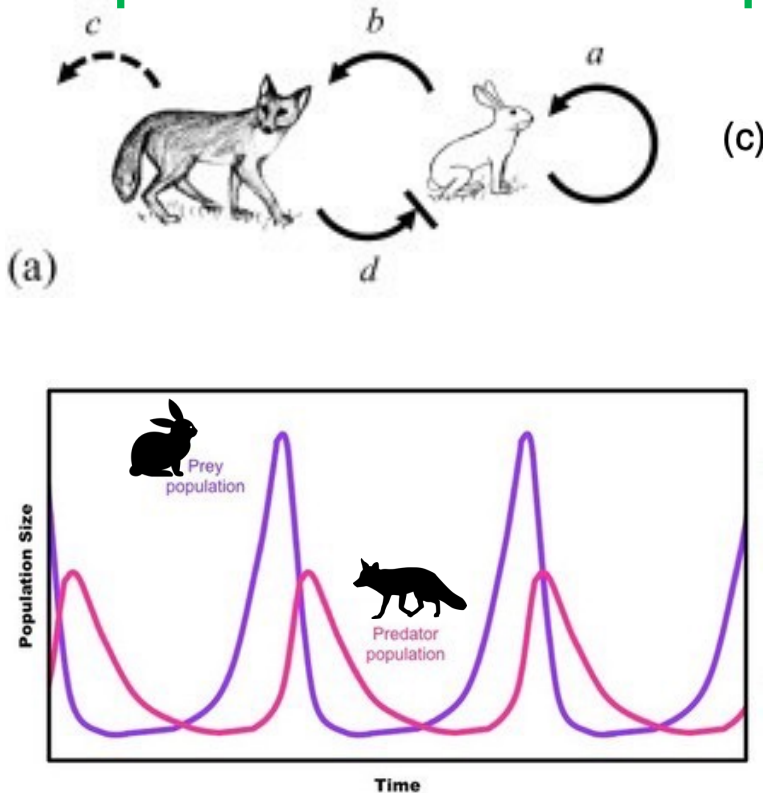 c
b
a
(c)
d
(a)
Prey
population
Predator
population
Population Size
Time